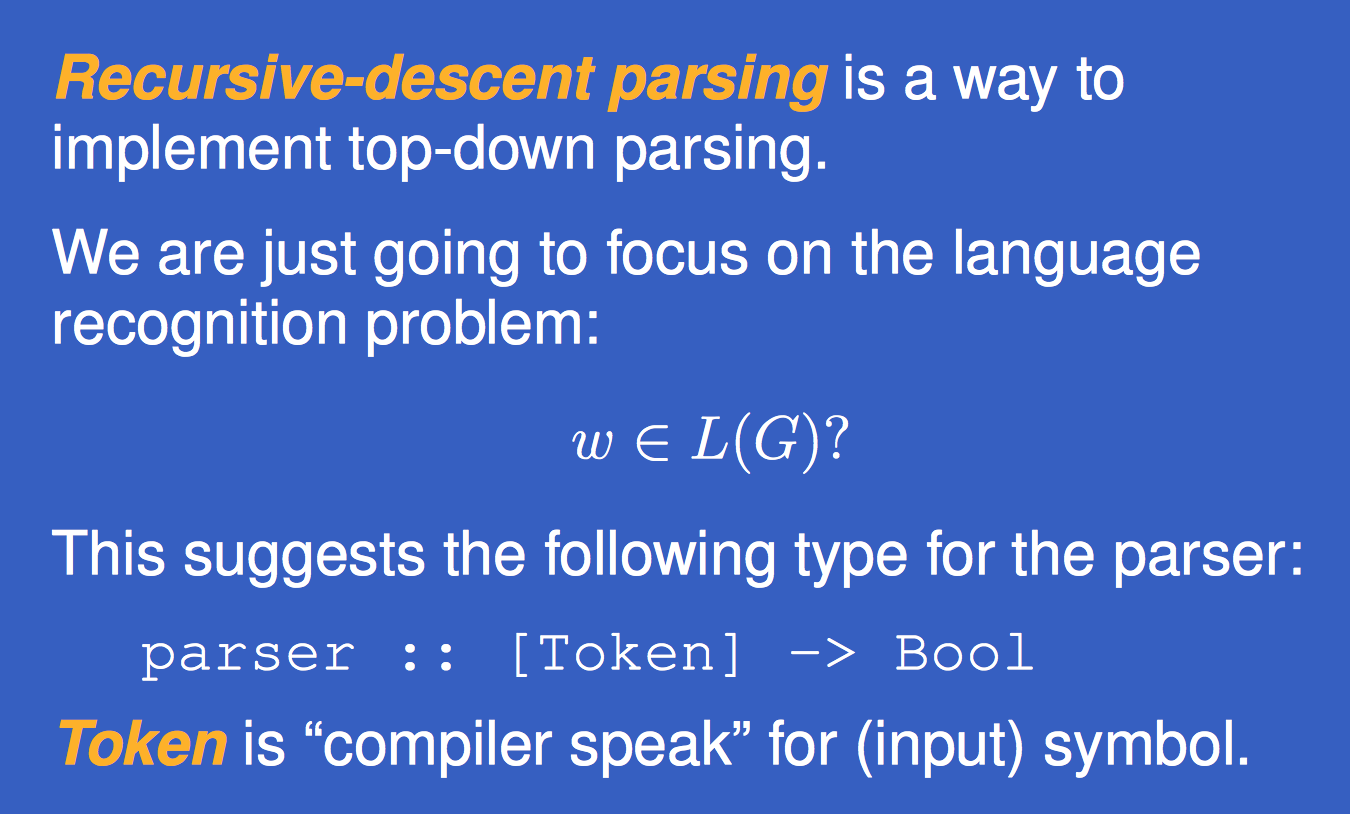 Recursive-descent parsing is a way to
implement top-down parsing.
We are just going to focus on the language
recognition problem:
w ∈ L(G)?
This suggests the following type for the parser:
parser :: [Token] -> Bool
Token is “compiler speak” for (input) symbol.